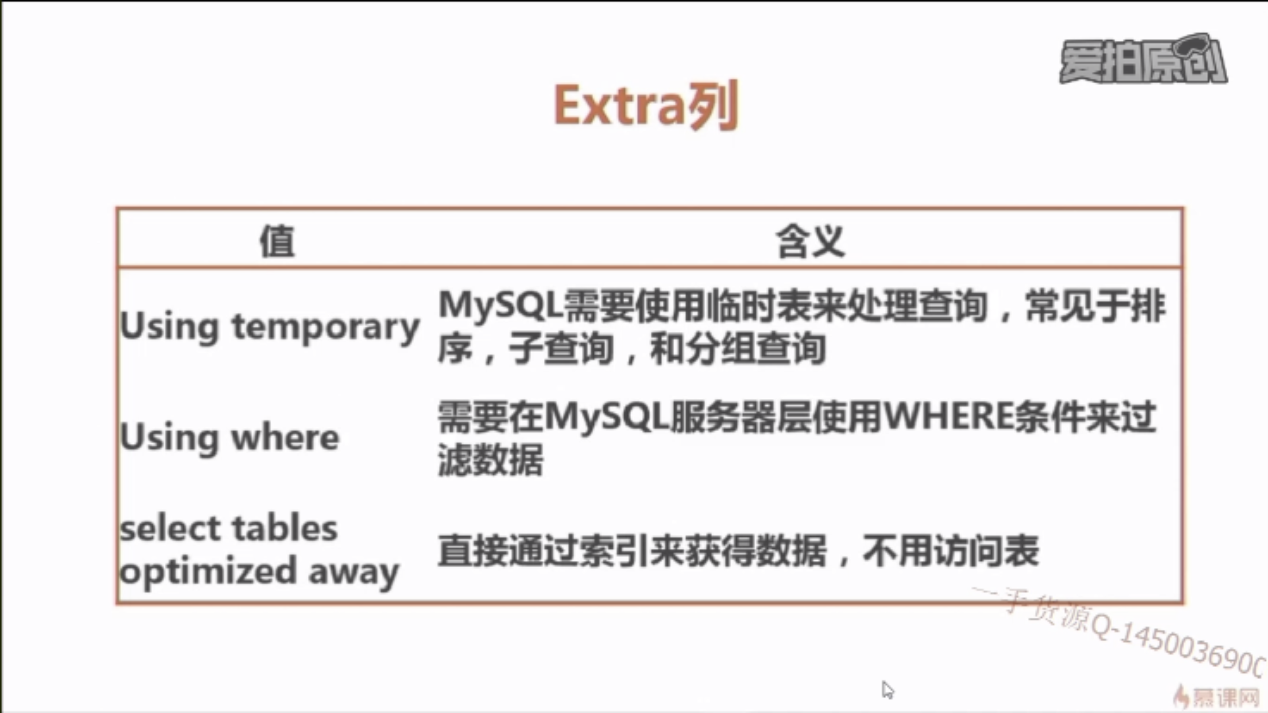 爱拍原创
Extra列
值 含义
Using temporary
MySQL需要使用临时表来处理查询，常见于排
序，子查询，和分组查询
Using where
需要在MySQL服务器层使用WHERE条件来过
滤数据
select tables
optimized away
直接通过索引来获得数据，不用访问表
一手货源Q-1450036900
慕课网